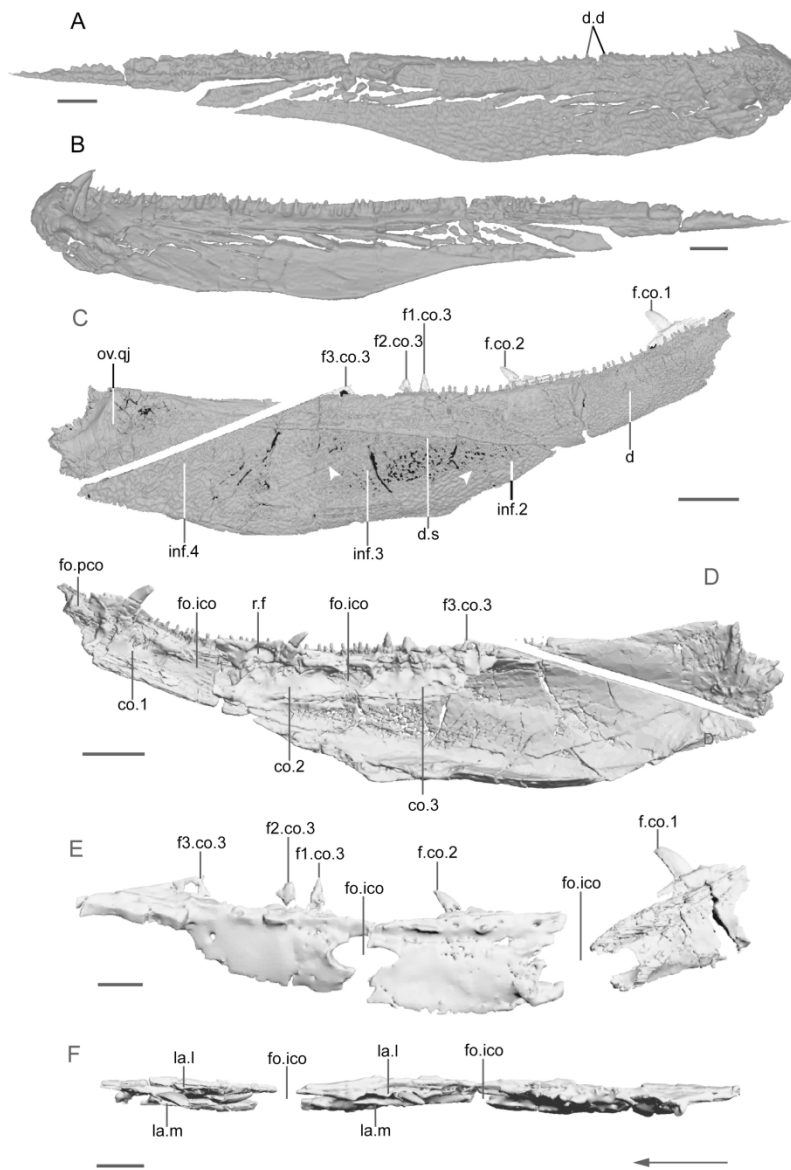 A
d.d
B
C
f.co.1
f1.co.3
f2.co.3
f.co.2
f3.co.3
ov.qj
d
inf.2
inf.4
inf.3
d.s
D
fo.pco
fo.ico
r.f
fo.ico
f3.co.3
co.1
co.2
co.3
D
E
f.co.1
f2.co.3
f3.co.3
f1.co.3
f.co.2
fo.ico
fo.ico
F
la.l
fo.ico
la.l
fo.ico
la.m
la.m